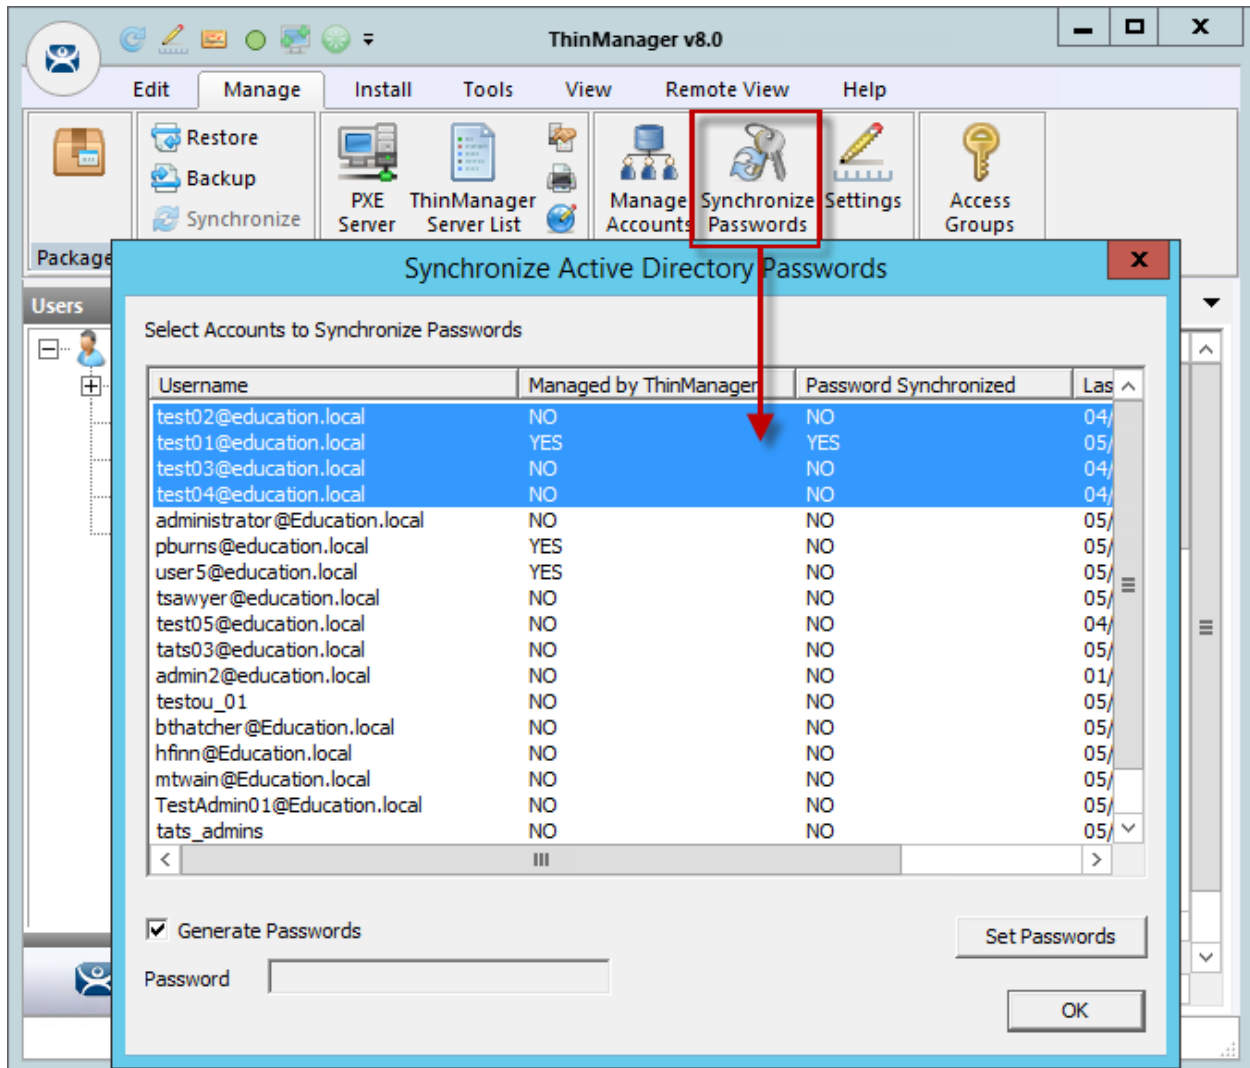 ThinManager v8.0
Edit Manage Install Tools View Remote View Help
Restore
Backup
Synchronize
PXE Server
ThinManager Server List
Manage Accounts
Synchronize Passwords
Settings
Access Groups
Package
Users
Synchronize Active Directory Passwords
Select Accounts to Synchronize Passwords
Username Managed by ThinManager Password Synchronized Las
test02@education.local NO NO 04/
test01@education.local YES YES 05/
test03@education.local NO NO 04/
test04@education.local NO NO 04/
administrator@Education.local NO NO 05/
pburns@education.local YES NO 05/
user5@education.local YES NO 05/
tsawyer@education.local NO NO 05/
test05@education.local NO NO 04/
tats03@education.local NO NO 05/
admin2@education.local NO NO 01/
testou_01 NO NO 05/
bthatcher@Education.local NO NO 05/
hfinn@Education.local NO NO 05/
mtwain@Education.local NO NO 05/
TestAdmin01@Education.local NO NO 05/
tats_admins NO NO 05/
Generate Passwords
Set Passwords
Password
OK